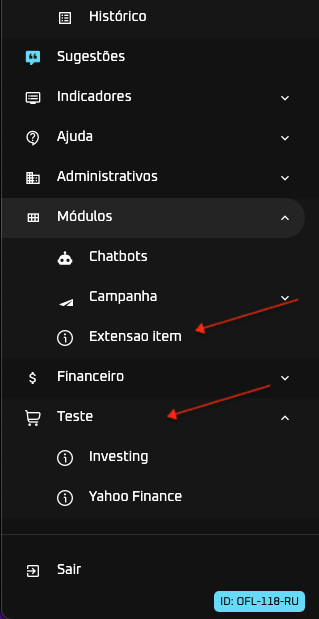 Histórico
Sugestões
Indicadores
Ajuda
Administrativos
Módulos
Chatbots
Campanha
Extensao item
Financeiro
Teste
Investing
Yahoo Finance
Sair
ID: OFL-118-RU